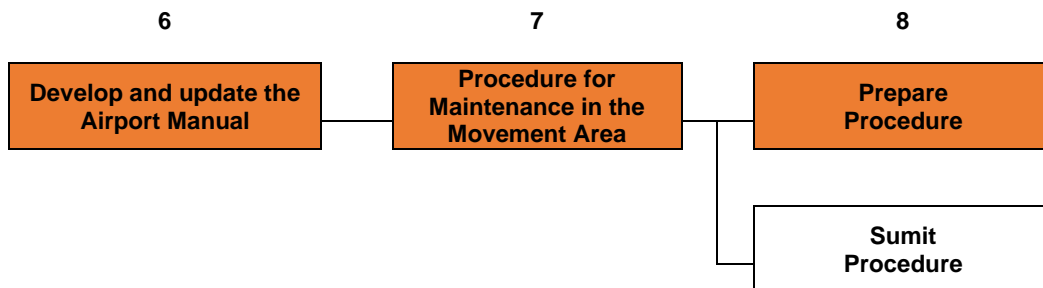 6
7
8
Develop and update the
Airport Manual
Procedure for
Maintenance in the
Movement Area
Prepare
Procedure
Sumit
Procedure